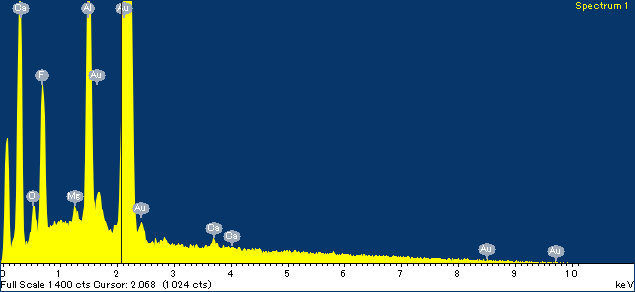 Spectrum 1
Ca Al Au
F Au
O Mg Au
Ca Ca
Au Au
0 1 2 3 4 5 6 7 8 9 10
Full Scale 1400 cts Cursor: 2.068 (1024 cts) keV